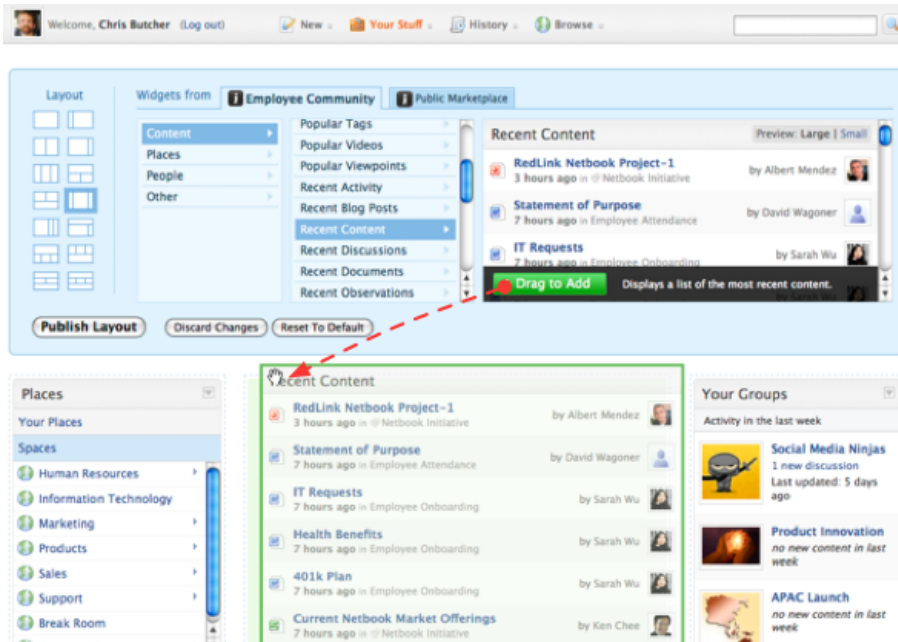 Welcome, Chris Butcher (Log out)
New
Your Stuff
History
Browse
Layout
Widgets from
Employee Community
Public Marketplace
Content
Places
People
Other
Popular Tags
Popular Videos
Popular Viewpoints
Recent Activity
Recent Blog Posts
Recent Content
Recent Discussions
Recent Documents
Recent Observations
Recent Content
Preview: Large | Small
RedLink Netbook Project-1
3 hours ago in Netbook Initiative
by Albert Mendez
Statement of Purpose
7 hours ago in Employee Attendance
by David Wagoner
IT Requests
7 hours ago in Employee Onboarding
by Sarah Wu
Drag to Add
Displays a list of the most recent content.
Publish Layout
Discard Changes
Reset To Default
Places
Your Places
Spaces
Human Resources
Information Technology
Marketing
Products
Sales
Support
Break Room
Recent Content
RedLink Netbook Project-1
3 hours ago in Netbook Initiative
by Albert Mendez
Statement of Purpose
7 hours ago in Employee Attendance
by David Wagoner
IT Requests
7 hours ago in Employee Onboarding
by Sarah Wu
Health Benefits
7 hours ago in Employee Onboarding
by Sarah Wu
401k Plan
7 hours ago in Employee Onboarding
by Sarah Wu
Current Netbook Market Offerings
7 hours ago in Netbook Initiative
by Ken Chee
Your Groups
Activity in the last week
Social Media Ninjas
1 new discussion
Last updated: 5 days
ago
Product Innovation
no new content in last
week
APAC Launch
no new content in last
week